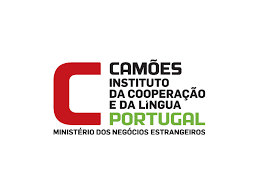 CAMÕES
INSTITUTO
DA COOPERAÇÃO
E DA LÍNGUA
PORTUGAL
MINISTÉRIO DOS NEGÓCIOS ESTRANGEIROS